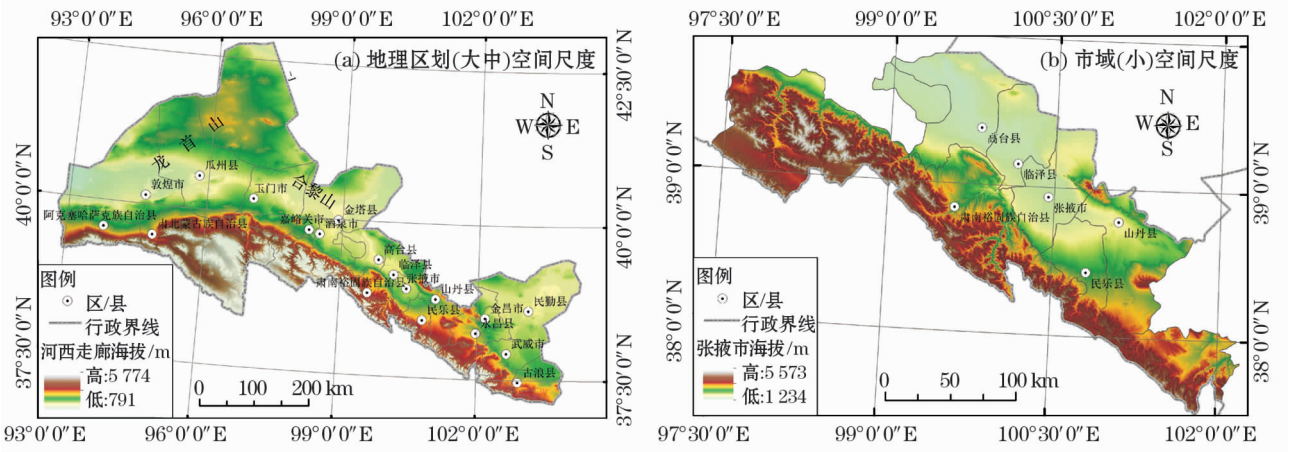 93°0′0″E
96°0′0″E
99°0′0″E
102°0′0″E
(a) 地理区划(大中)空间尺度
N
W E
S
龙首山
瓜州县
敦煌市
玉门市
合黎山
金塔县
阿克塞哈萨克族自治县
肃北蒙古族自治县
嘉峪关市
酒泉市
高台县
临泽县
肃南裕固族自治县
张掖市
山丹县
民乐县
金昌市
民勤县
永昌县
武威市
古浪县
图例
区/县
行政界线
河西走廊海拔/m
高:5 774
低:791
0 100 200 km
40°0′0″N
37°30′0″N
42°30′0″N
40°0′0″N
37°30′0″N
93°0′0″E
96°0′0″E
99°0′0″E
102°0′0″E
97°30′0″E
99°0′0″E
100°30′0″E
102°0′0″E
(b) 市域(小)空间尺度
N
W E
S
高台县
临泽县
张掖市
肃南裕固族自治县
山丹县
民乐县
图例
区/县
行政界线
张掖市海拔/m
高:5 573
低:1 234
0 50 100 km
39°0′0″N
38°0′0″N
39°0′0″N
38°0′0″N
97°30′0″E
99°0′0″E
100°30′0″E
102°0′0″E